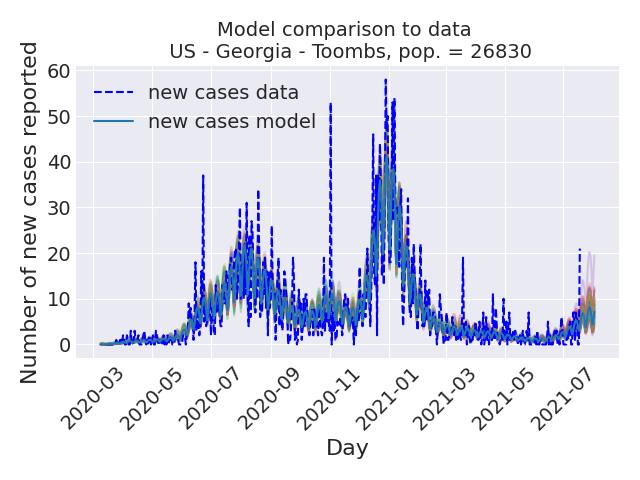 Model comparison to data
US - Georgia - Toombs, pop. = 26830
Number of new cases reported
60
50
40
30
20
10
0
new cases data
new cases model
2020-03
2020-05
2020-07
2020-09
2020-11
2021-01
2021-03
2021-05
2021-07
Day